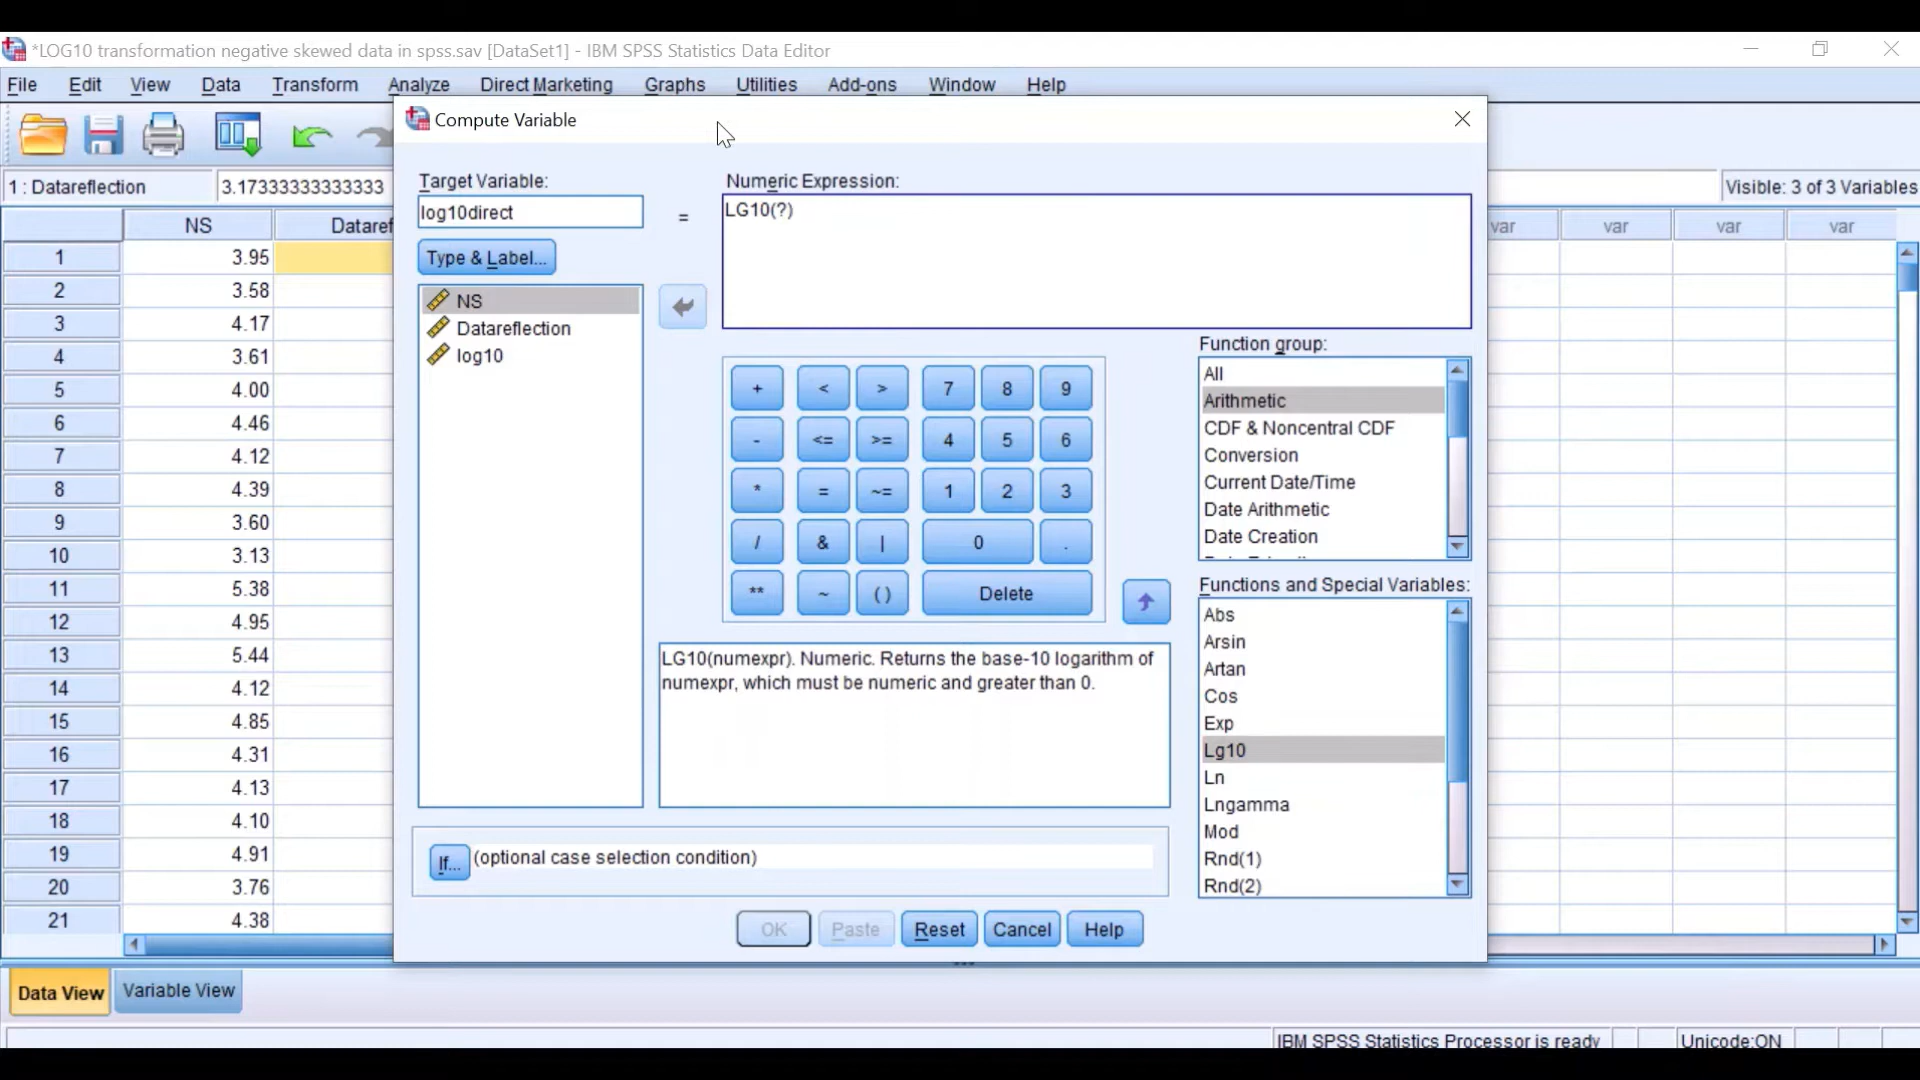 *LOG10 transformation negative skewed data in spss.sav [DataSet1] - IBM SPSS Statistics Data Editor
File Edit View Data Transform Analyze Direct Marketing Graphs Utilities Add-ons Window Help
Compute Variable
1 : Datareflection 3.17333333333333
Visible: 3 of 3 Variables
Target Variable:
log10direct
=
Numeric Expression:
LG10(?)
Type & Label...
NS
Datareflection
log10
NS Dataref var var var var
1 3.95
2 3.58
3 4.17
4 3.61
5 4.00
6 4.46
7 4.12
8 4.39
9 3.60
10 3.13
11 5.38
12 4.95
13 5.44
14 4.12
15 4.85
16 4.31
17 4.13
18 4.10
19 4.91
20 3.76
21 4.38
+ < > 7 8 9
- <= >= 4 5 6
* = ~= 1 2 3
/ & | 0 .
** ~ ( ) Delete
Function group:
All
Arithmetic
CDF & Noncentral CDF
Conversion
Current Date/Time
Date Arithmetic
Date Creation
Functions and Special Variables:
Abs
Arsin
Artan
Cos
Exp
Lg10
Ln
Lngamma
Mod
Rnd(1)
Rnd(2)
LG10(numexpr). Numeric. Returns the base-10 logarithm of
numexpr, which must be numeric and greater than 0.
If... (optional case selection condition)
OK Paste Reset Cancel Help
Data View Variable View
IBM SPSS Statistics Processor is ready Unicode:ON